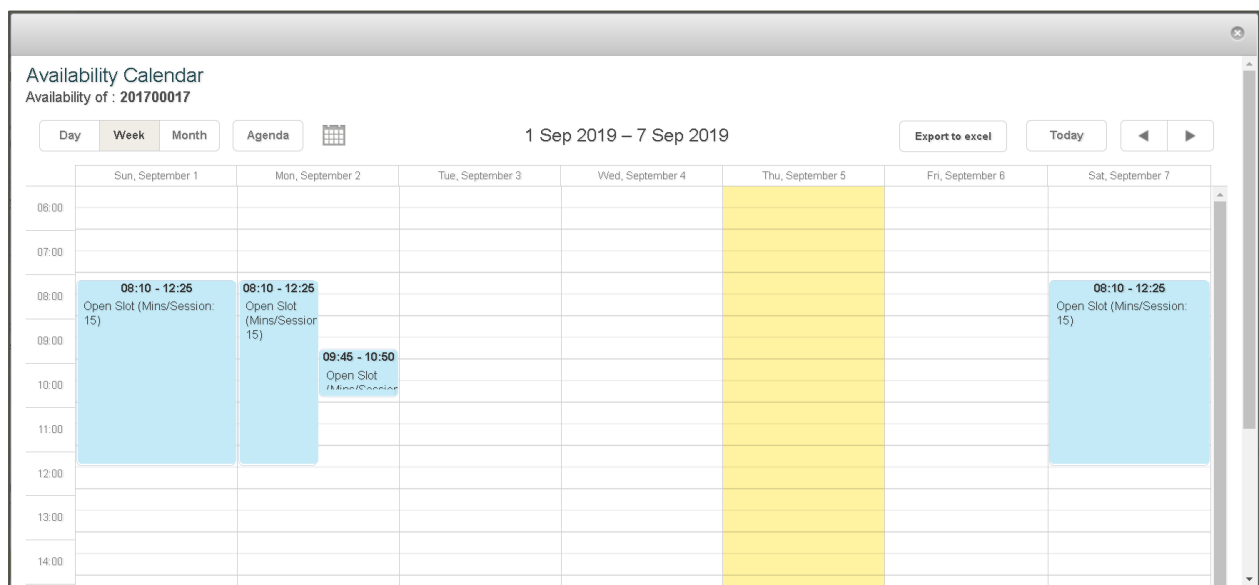 Availability Calendar
Availability of : 201700017
Day Week Month Agenda 1 Sep 2019 – 7 Sep 2019 Export to excel Today
Sun, September 1 Mon, September 2 Tue, September 3 Wed, September 4 Thu, September 5 Fri, September 6 Sat, September 7
06:00
07:00
08:00
09:00
10:00
11:00
12:00
13:00
14:00
08:10 - 12:25
Open Slot (Mins/Session:
15)
08:10 - 12:25
Open Slot
(Mins/Session
15)
09:45 - 10:50
Open Slot
(Mins/Session
08:10 - 12:25
Open Slot (Mins/Session:
15)